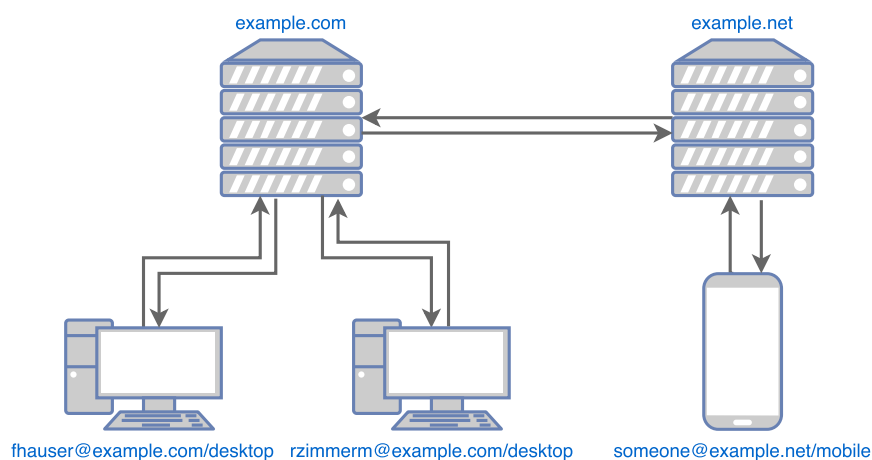 example.com
example.net
fhauser@example.com/desktop
rzimmerm@example.com/desktop
someone@example.net/mobile